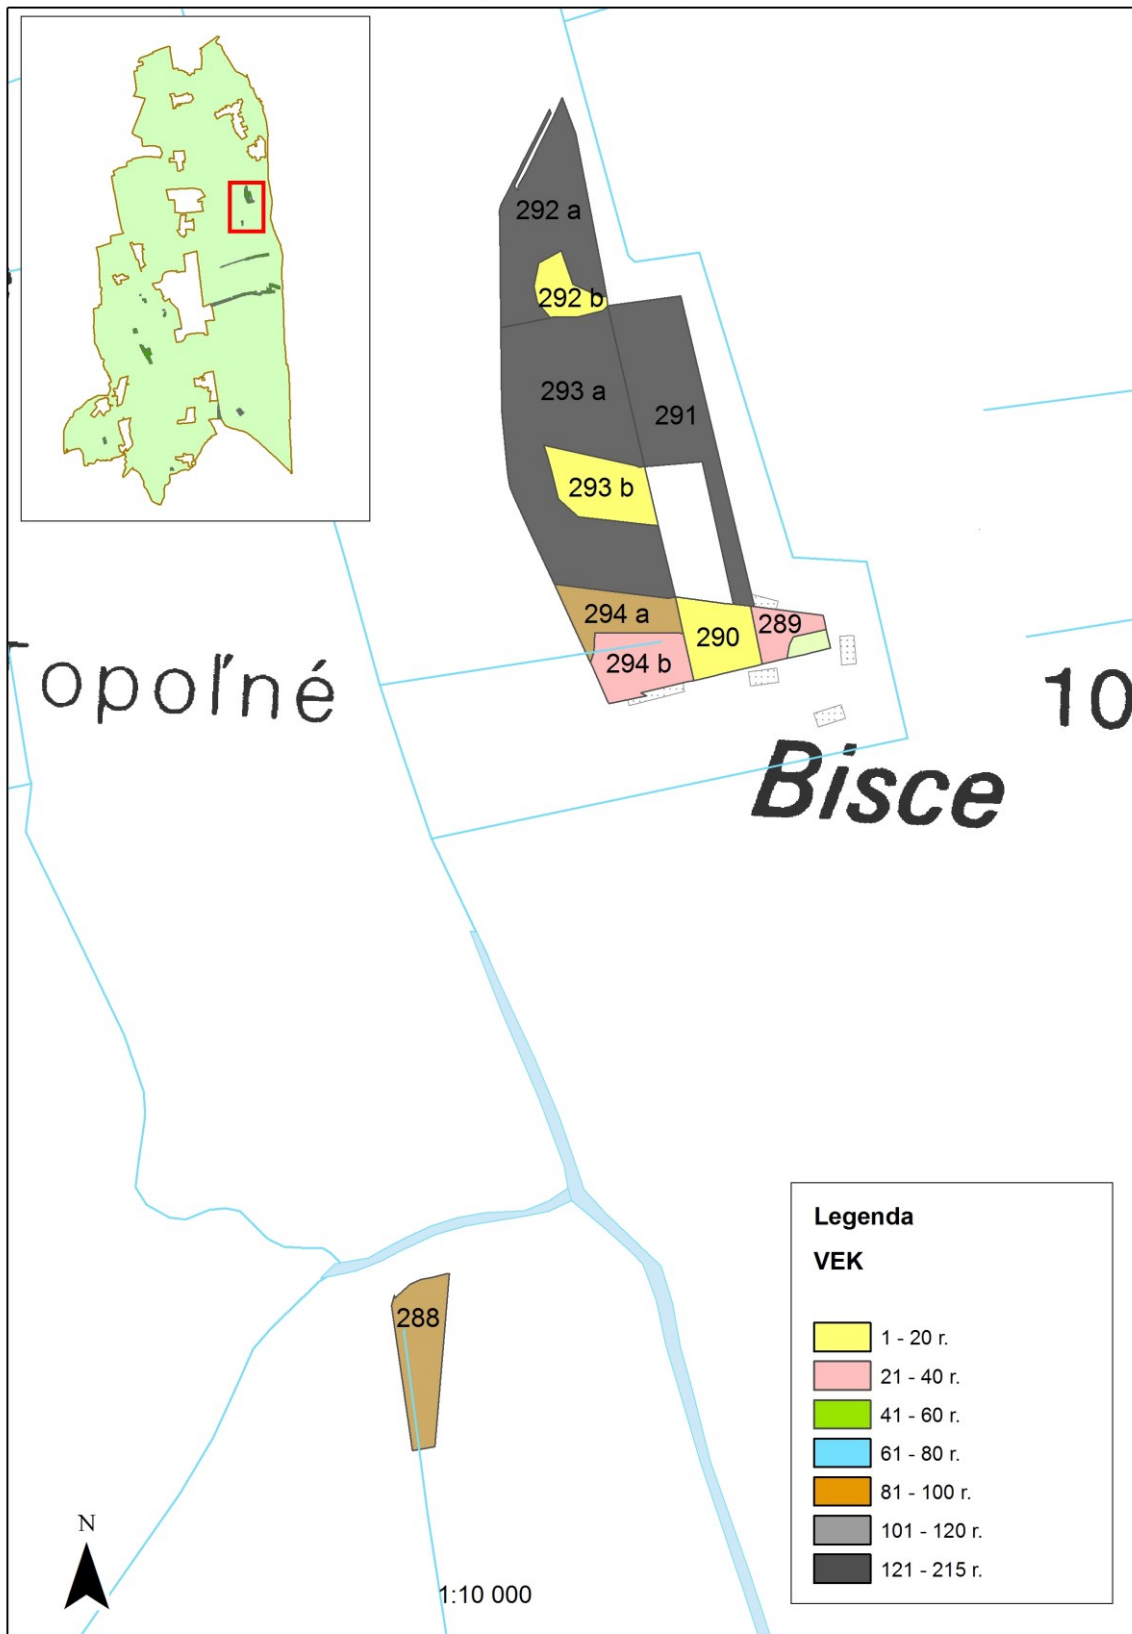 292 a
292 b
293 a
291
293 b
294 a
290
289
294 b
Topoľné
10
Bisce
288
Legenda
VEK
1 - 20 r.
21 - 40 r.
41 - 60 r.
61 - 80 r.
81 - 100 r.
101 - 120 r.
121 - 215 r.
N
1:10 000